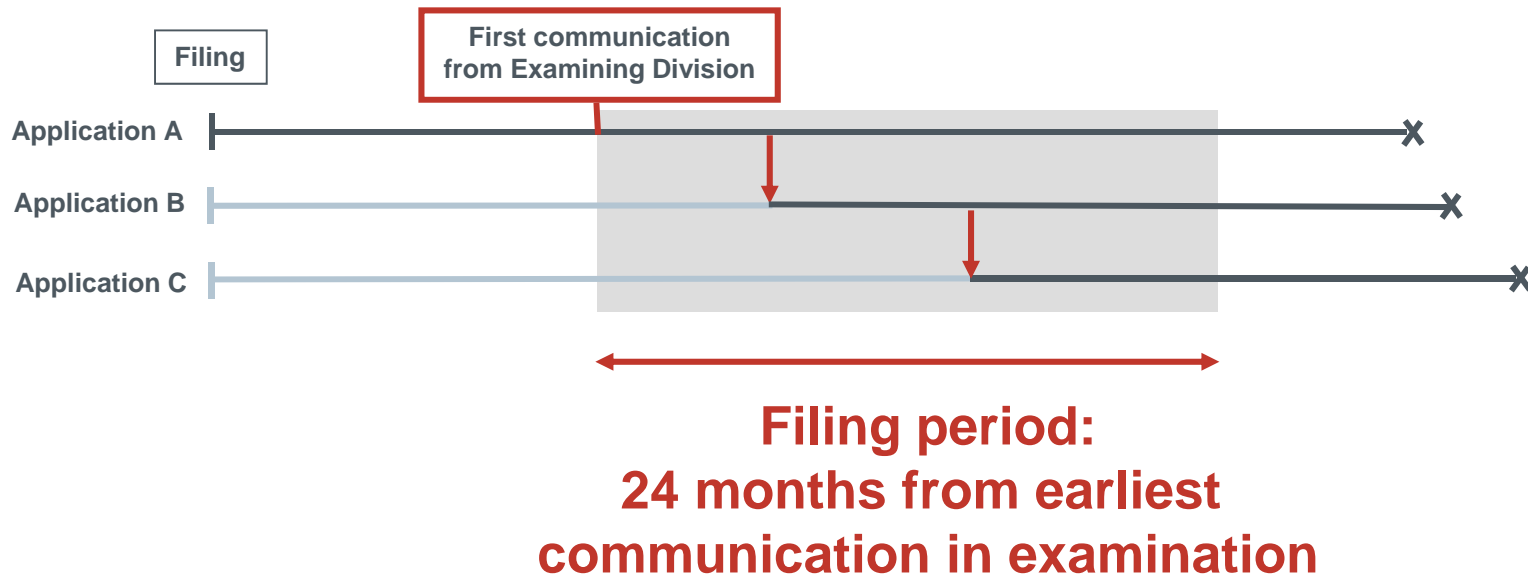 Filing
First communication
from Examining Division
Application A
Application B
Application C
Filing period:
24 months from earliest
communication in examination